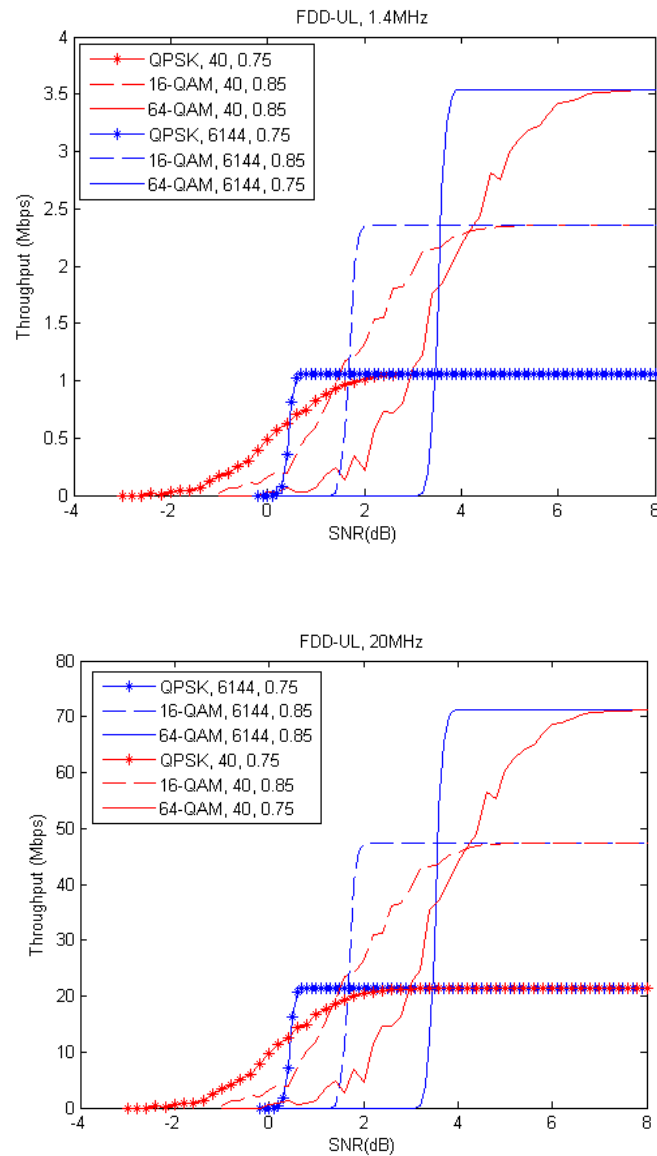 FDD-UL, 1.4MHz
4
3.5
3
2.5
2
1.5
1
0.5
0
Throughput (Mbps)
QPSK, 40, 0.75
16-QAM, 40, 0.85
64-QAM, 40, 0.85
QPSK, 6144, 0.75
16-QAM, 6144, 0.85
64-QAM, 6144, 0.75
-4
-2
0
2
4
6
8
SNR(dB)
FDD-UL, 20MHz
80
70
60
50
40
30
20
10
0
Throughput (Mbps)
QPSK, 6144, 0.75
16-QAM, 6144, 0.85
64-QAM, 6144, 0.85
QPSK, 40, 0.75
16-QAM, 40, 0.85
64-QAM, 40, 0.75
-4
-2
0
2
4
6
8
SNR(dB)